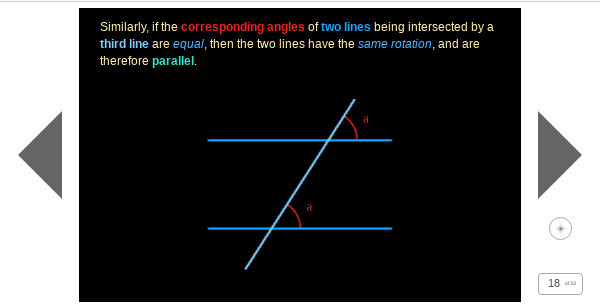 Similarly, if the corresponding angles of two lines being intersected by a
third line are equal, then the two lines have the same rotation, and are
therefore parallel.
a
a
18 of 33